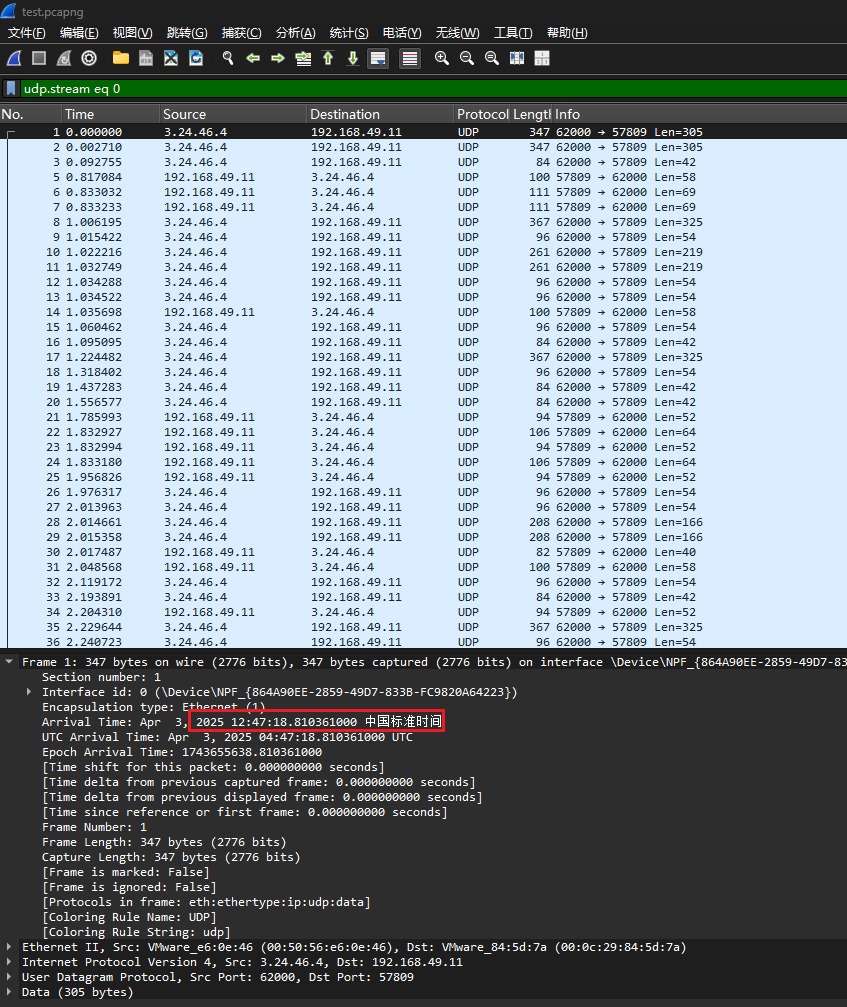 test.pcapng
文件(F) 编辑(E) 视图(V) 跳转(G) 捕获(C) 分析(A) 统计(S) 电话(Y) 无线(W) 工具(T) 帮助(H)
udp.stream eq 0
No. Time Source Destination Protocol Lengtl Info
1 0.000000 3.24.46.4 192.168.49.11 UDP 347 62000 → 57809 Len=305
2 0.002710 3.24.46.4 192.168.49.11 UDP 347 62000 → 57809 Len=305
3 0.092755 3.24.46.4 192.168.49.11 UDP 84 62000 → 57809 Len=42
5 0.817084 192.168.49.11 3.24.46.4 UDP 100 57809 → 62000 Len=58
6 0.833032 192.168.49.11 3.24.46.4 UDP 111 57809 → 62000 Len=69
7 0.833233 192.168.49.11 3.24.46.4 UDP 111 57809 → 62000 Len=69
8 1.006195 3.24.46.4 192.168.49.11 UDP 367 62000 → 57809 Len=325
9 1.015422 3.24.46.4 192.168.49.11 UDP 96 62000 → 57809 Len=54
10 1.022216 3.24.46.4 192.168.49.11 UDP 261 62000 → 57809 Len=219
11 1.032749 3.24.46.4 192.168.49.11 UDP 261 62000 → 57809 Len=219
12 1.034288 3.24.46.4 192.168.49.11 UDP 96 62000 → 57809 Len=54
13 1.034522 3.24.46.4 192.168.49.11 UDP 96 62000 → 57809 Len=54
14 1.035698 192.168.49.11 3.24.46.4 UDP 100 57809 → 62000 Len=58
15 1.060462 3.24.46.4 192.168.49.11 UDP 96 62000 → 57809 Len=54
16 1.095095 3.24.46.4 192.168.49.11 UDP 84 62000 → 57809 Len=42
17 1.224482 3.24.46.4 192.168.49.11 UDP 367 62000 → 57809 Len=325
18 1.318402 3.24.46.4 192.168.49.11 UDP 96 62000 → 57809 Len=54
19 1.437283 3.24.46.4 192.168.49.11 UDP 84 62000 → 57809 Len=42
20 1.556577 3.24.46.4 192.168.49.11 UDP 84 62000 → 57809 Len=42
21 1.785993 192.168.49.11 3.24.46.4 UDP 94 57809 → 62000 Len=52
22 1.832927 192.168.49.11 3.24.46.4 UDP 106 57809 → 62000 Len=64
23 1.832994 192.168.49.11 3.24.46.4 UDP 94 57809 → 62000 Len=52
24 1.833180 192.168.49.11 3.24.46.4 UDP 106 57809 → 62000 Len=64
25 1.956826 192.168.49.11 3.24.46.4 UDP 94 57809 → 62000 Len=52
26 1.976317 3.24.46.4 192.168.49.11 UDP 96 62000 → 57809 Len=54
27 2.013963 3.24.46.4 192.168.49.11 UDP 96 62000 → 57809 Len=54
28 2.014661 3.24.46.4 192.168.49.11 UDP 208 62000 → 57809 Len=166
29 2.015358 3.24.46.4 192.168.49.11 UDP 208 62000 → 57809 Len=166
30 2.017487 192.168.49.11 3.24.46.4 UDP 82 57809 → 62000 Len=40
31 2.048568 192.168.49.11 3.24.46.4 UDP 100 57809 → 62000 Len=58
32 2.119172 3.24.46.4 192.168.49.11 UDP 96 62000 → 57809 Len=54
33 2.193891 3.24.46.4 192.168.49.11 UDP 84 62000 → 57809 Len=42
34 2.204310 192.168.49.11 3.24.46.4 UDP 94 57809 → 62000 Len=52
35 2.229644 3.24.46.4 192.168.49.11 UDP 367 62000 → 57809 Len=325
36 2.240723 3.24.46.4 192.168.49.11 UDP 96 62000 → 57809 Len=54
Frame 1: 347 bytes on wire (2776 bits), 347 bytes captured (2776 bits) on interface \Device\NPF_{864A90EE-2859-49D7-83
Section number: 1
Interface id: 0 (\Device\NPF_{864A90EE-2859-49D7-833B-FC9820A64223})
Encapsulation type: Ethernet (1)
Arrival Time: Apr 3, 2025 12:47:18.810361000 中国标准时间
UTC Arrival Time: Apr 3, 2025 04:47:18.810361000 UTC
Epoch Arrival Time: 1743655638.810361000
[Time shift for this packet: 0.000000000 seconds]
[Time delta from previous captured frame: 0.000000000 seconds]
[Time delta from previous displayed frame: 0.000000000 seconds]
[Time since reference or first frame: 0.000000000 seconds]
Frame Number: 1
Frame Length: 347 bytes (2776 bits)
Capture Length: 347 bytes (2776 bits)
[Frame is marked: False]
[Frame is ignored: False]
[Protocols in frame: eth:ethertype:ip:udp:data]
[Coloring Rule Name: UDP]
[Coloring Rule String: udp]
Ethernet II, Src: VMware_e6:0e:46 (00:50:56:e6:0e:46), Dst: VMware_84:5d:7a (00:0c:29:84:5d:7a)
Internet Protocol Version 4, Src: 3.24.46.4, Dst: 192.168.49.11
User Datagram Protocol, Src Port: 62000, Dst Port: 57809
Data (305 bytes)